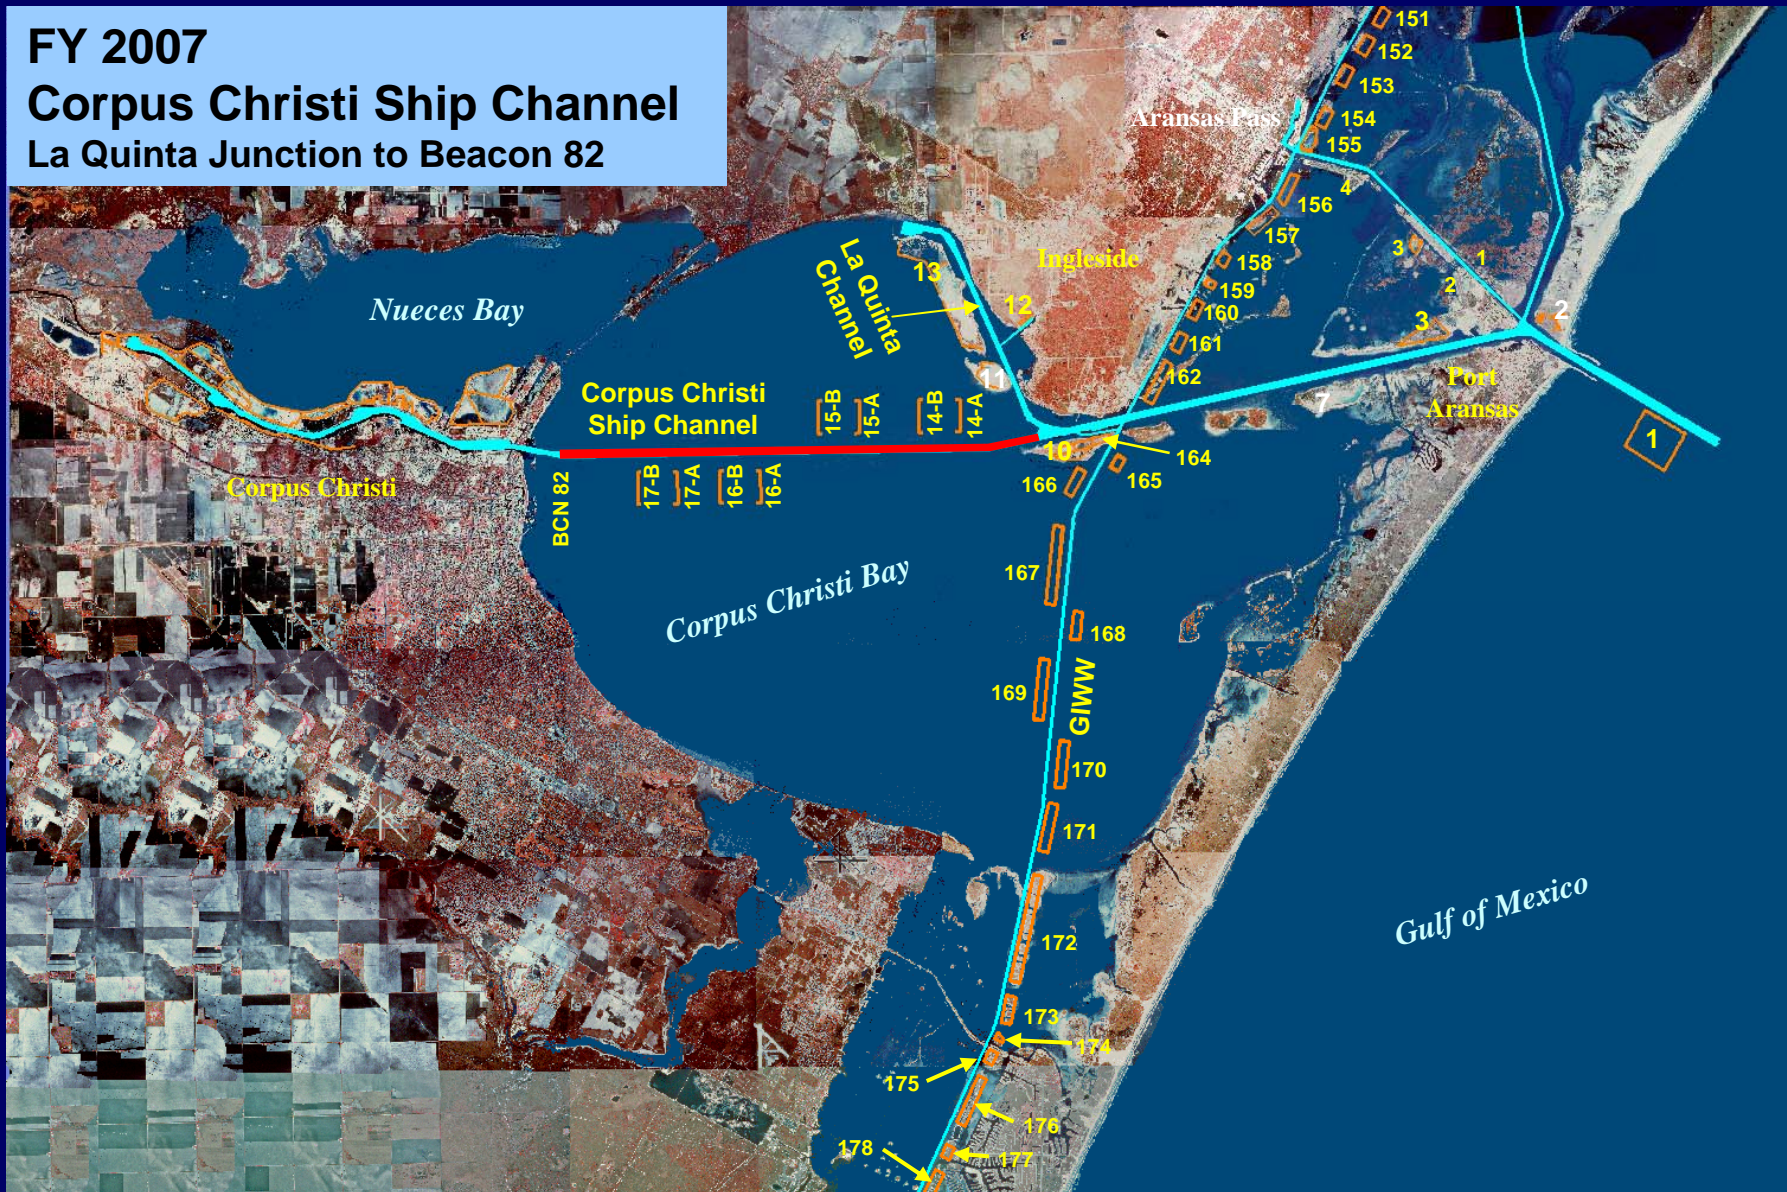 FY 2007
Corpus Christi Ship Channel
La Quinta Junction to Beacon 82
151
152
153
Aransas Pass
154
155
4
156
157
3
1
158
2
159
160
161
162
Ingleside
La Quinta
Channel
13
12
11
Nueces Bay
2
3
Port
Aransas
7
1
Corpus Christi
Ship Channel
15-B
15-A
14-B
14-A
10
164
165
166
Corpus Christi
BCN 82
17-B
17-A
16-B
16-A
Corpus Christi Bay
167
168
169
GIWW
170
171
172
Gulf of Mexico
173
174
175
176
178
177